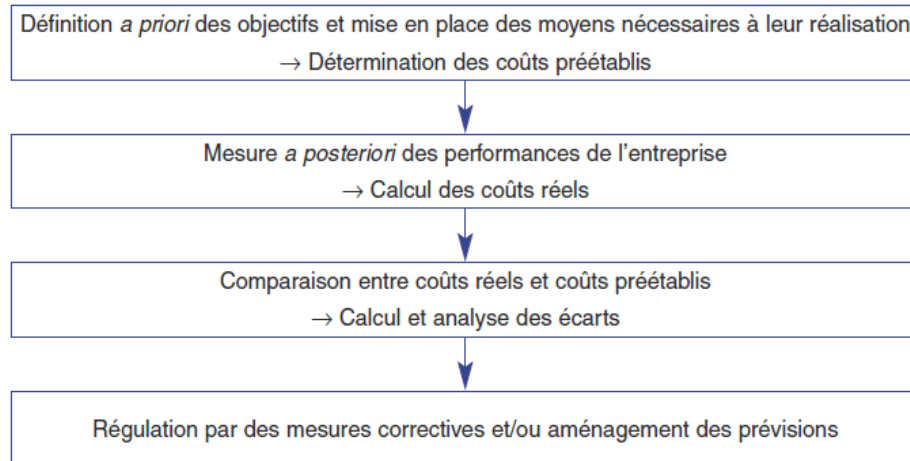 Définition a priori des objectifs et mise en place des moyens nécessaires à leur réalisation
→ Détermination des coûts préétablis
Mesure a posteriori des performances de l’entreprise
→ Calcul des coûts réels
Comparaison entre coûts réels et coûts préétablis
→ Calcul et analyse des écarts
Régulation par des mesures correctives et/ou aménagement des prévisions